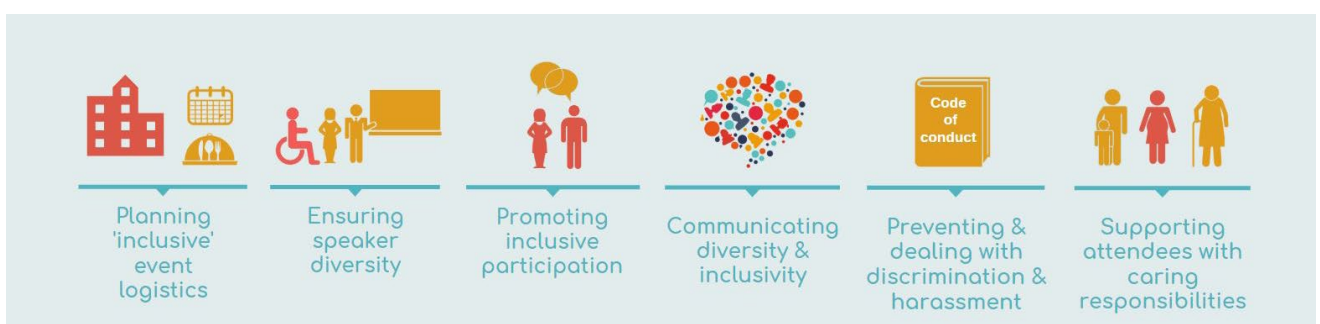 Planning
'inclusive'
event
logistics
Ensuring
speaker
diversity
Promoting
inclusive
participation
Communicating
diversity &
inclusivity
Code
of
conduct
Preventing &
dealing with
discrimination &
harassment
Supporting
attendees with
caring
responsibilities